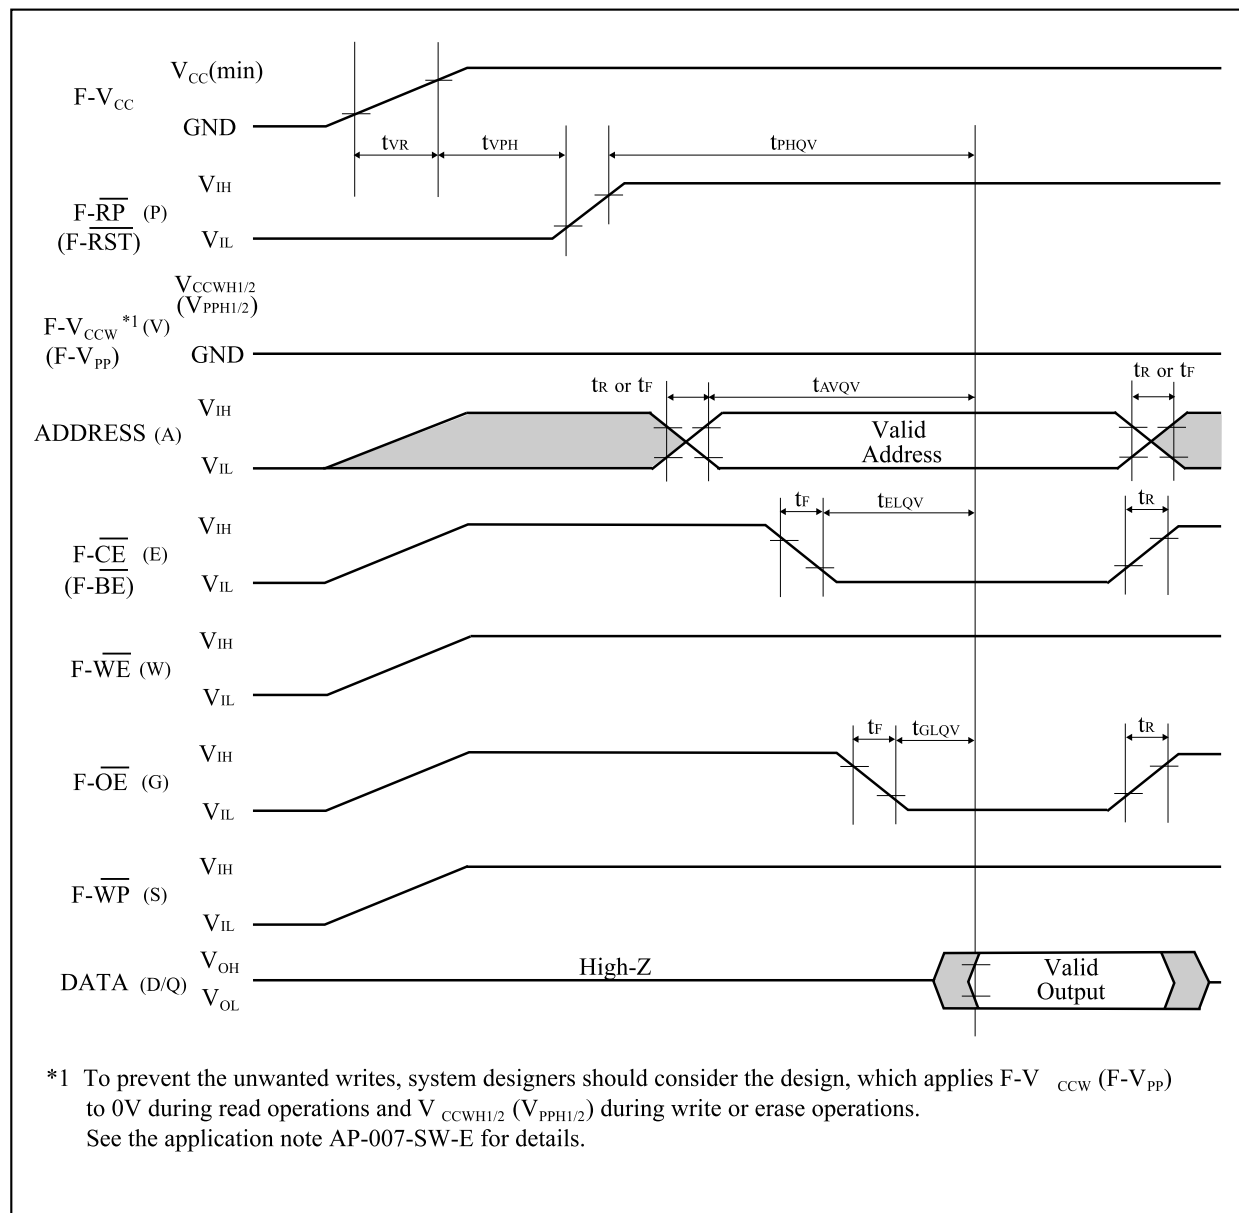 VCC(min)
F-VCC
GND
tVR
tVPH
tPHQV
VIH
F-RP (P)
(F-RST)
VIL
VCCWH1/2
(VPPH1/2)
F-VCCW *1 (V)
(F-VPP)
GND
tR or tF
tAVQV
tR or tF
VIH
ADDRESS (A)
Valid
Address
VIL
tF
tELQV
tR
VIH
F-CE (E)
(F-BE)
VIL
VIH
F-WE (W)
VIL
tF
tGLQV
tR
VIH
F-OE (G)
VIL
VIH
F-WP (S)
VIL
VOH
High-Z
DATA (D/Q)
Valid
Output
VOL
*1 To prevent the unwanted writes, system designers should consider the design, which applies F-V CCW (F-VPP)
to 0V during read operations and V CCWH1/2 (VPPH1/2) during write or erase operations.
See the application note AP-007-SW-E for details.